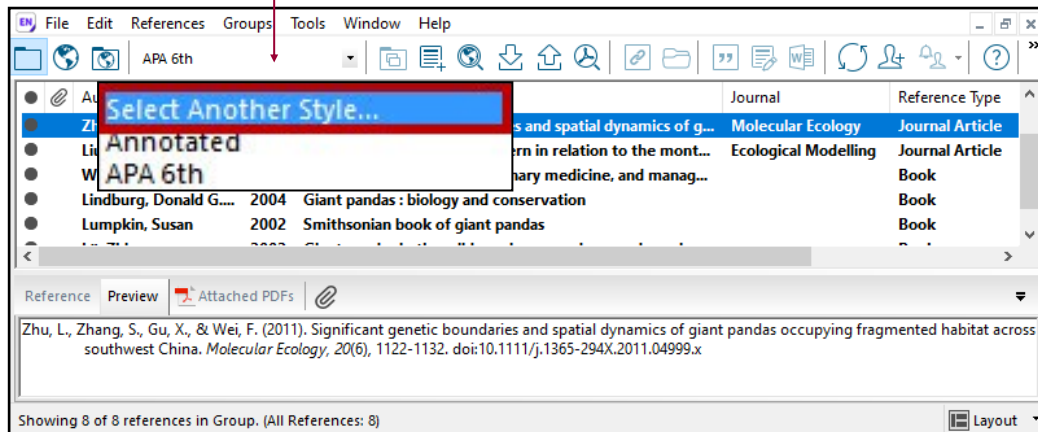 EN File Edit References Groups Tools Window Help
APA 6th
Journal Reference Type
Select Another Style...
Annotated
APA 6th
s and spatial dynamics of g... Molecular Ecology Journal Article
ern in relation to the mont... Ecological Modelling Journal Article
nary medicine, and manag... Book
Lindburg, Donald G.... 2004 Giant pandas : biology and conservation Book
Lumpkin, Susan 2002 Smithsonian book of giant pandas Book
Reference Preview Attached PDFs
Zhu, L., Zhang, S., Gu, X., & Wei, F. (2011). Significant genetic boundaries and spatial dynamics of giant pandas occupying fragmented habitat across
southwest China. Molecular Ecology, 20(6), 1122-1132. doi:10.1111/j.1365-294X.2011.04999.x
Showing 8 of 8 references in Group. (All References: 8) Layout